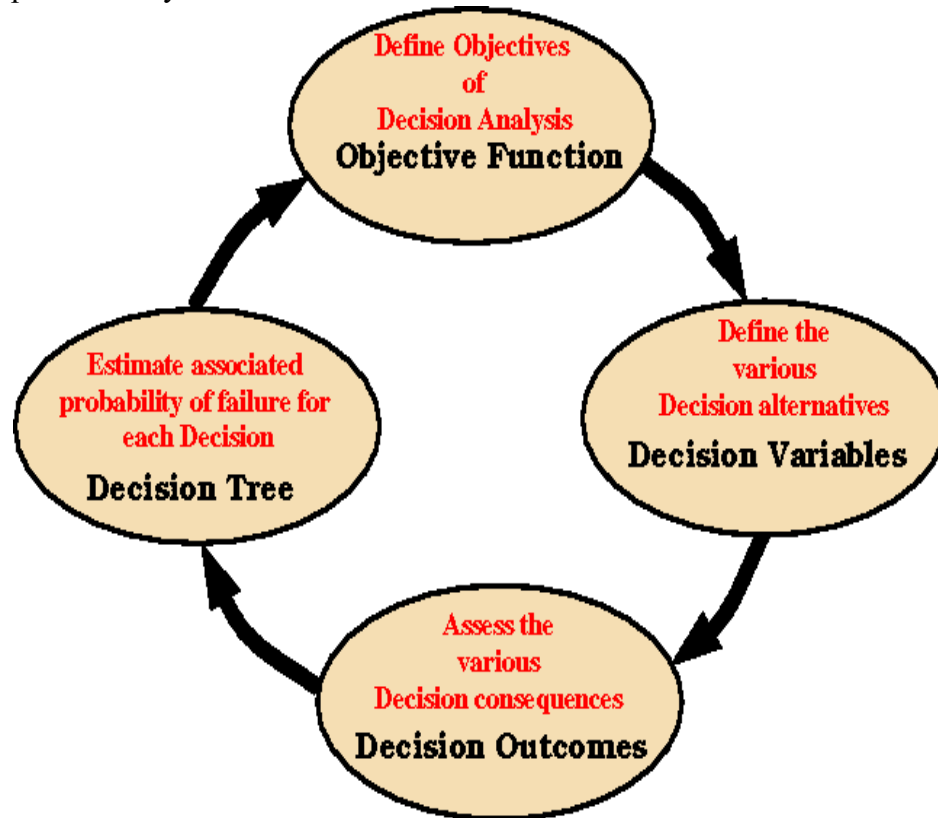 Define Objectives
of
Decision Analysis
Objective Function
Define the
various
Decision alternatives
Decision Variables
Assess the
various
Decision consequences
Decision Outcomes
Estimate associated
probability of failure for
each Decision
Decision Tree